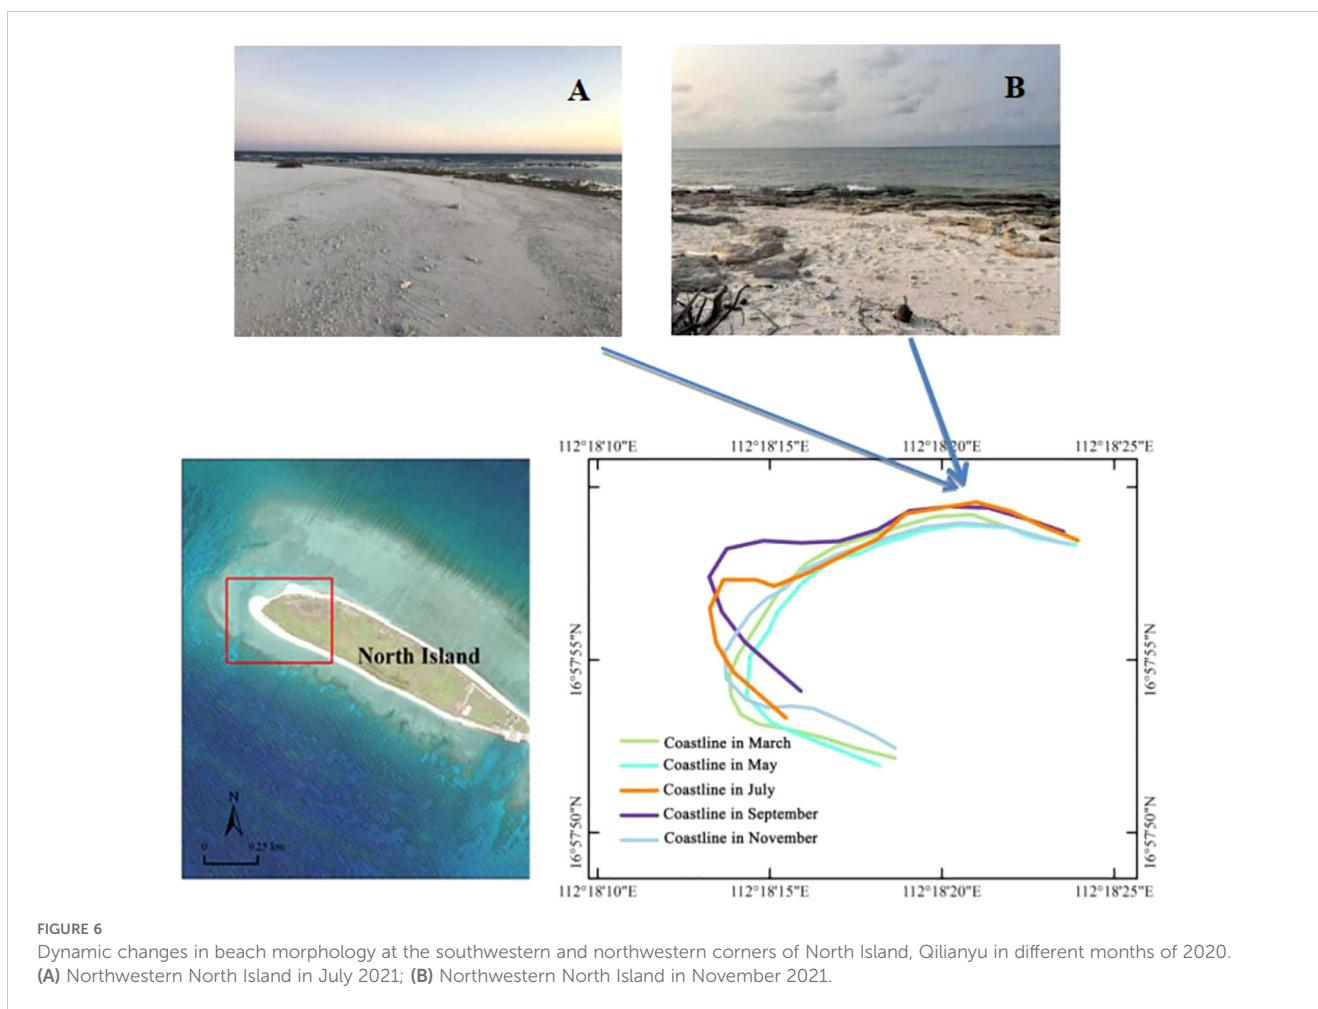 A
B
112°18'10"E 112°18'15"E 112°18'20"E 112°18'25"E
North Island
N
0 0.25 km
16°57'55"N
16°57'50"N
16°57'55"N
16°57'50"N
Coastline in March
Coastline in May
Coastline in July
Coastline in September
Coastline in November
112°18'10"E 112°18'15"E 112°18'20"E 112°18'25"E
FIGURE 6
Dynamic changes in beach morphology at the southwestern and northwestern corners of North Island, Qilianyu in different months of 2020.
(A) Northwestern North Island in July 2021; (B) Northwestern North Island in November 2021.